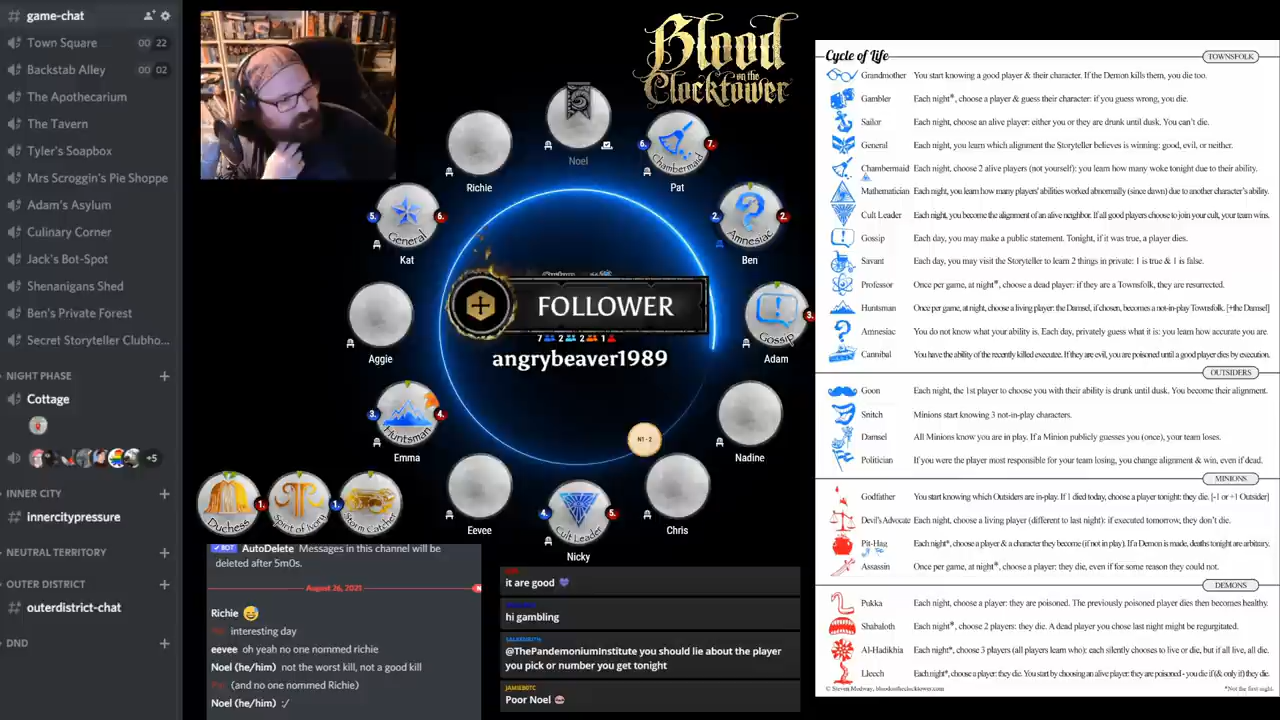 game-chat
Town Square 00 22
Backstab Alley 00 02
The Apothecarium
The Tavern
Tyler's Soapbox
Mrs Scroggin's Pie Shoppe
Adam's Asylum
Culinary Corner
Jack's Bot-Spot
Shenanigans Shed
Ben's Private Forest
Secret Storyteller Clubho...
NIGHT PHASE
Cottage
+5
INNER CITY
innercitypressure
NEUTRAL TERRITORY
OUTER DISTRICT
outerdistrict-chat
DND
Blood
on the
Clocktower
Noel
Richie
Chambermaid
6. 7.
Pat
General
5. 6.
Kat
Amnesiac
2. 2.
Ben
Aggie
Gossip
3.
Adam
FOLLOWER
7 2 2 1
angrybeaver1989
Huntsman
3. 4.
Emma
Nadine
N1 - 2
Eevee
Cult Leader
4. 5.
Nicky
Chris
Duchess
1.
Spirit of Ivory
1.
Storm Catcher
BOT AutoDelete Messages in this channel will be
deleted after 5m0s.
August 26, 2021
Richie
interesting day
eevee oh yeah no one nommed richie
Noel (he/him) not the worst kill, not a good kill
(and no one nommed Richie)
Noel (he/him) :/
it are good
hi gambling
@ThePandemoniumInstitute you should lie about the player
you pick or number you get tonight
JAMIEBOTC
Poor Noel
Cycle of Life
TOWNSFOLK
Grandmother You start knowing a good player & their character. If the Demon kills them, you die too.
Gambler Each night*, choose a player & guess their character: if you guess wrong, you die.
Sailor Each night, choose an alive player: either you or they are drunk until dusk. You can't die.
General Each night, you learn which alignment the Storyteller believes is winning: good, evil, or neither.
Chambermaid Each night, choose 2 alive players (not yourself): you learn how many woke tonight due to their ability.
Mathematician Each night, you learn how many players' abilities worked abnormally (since dawn) due to another character's ability.
Cult Leader Each night, you become the alignment of an alive neighbor. If all good players choose to join your cult, your team wins.
Gossip Each day, you may make a public statement. Tonight, if it was true, a player dies.
Savant Each day, you may visit the Storyteller to learn 2 things in private: 1 is true & 1 is false.
Professor Once per game, at night*, choose a dead player: if they are a Townsfolk, they are resurrected.
Huntsman Once per game, at night, choose a living player: the Damsel, if chosen, becomes a not-in-play Townsfolk. [+the Damsel]
Amnesiac You do not know what your ability is. Each day, privately guess what it is: you learn how accurate you are.
Cannibal You have the ability of the recently killed executee. If they are evil, you are poisoned until a good player dies by execution.
OUTSIDERS
Goon Each night, the 1st player to choose you with their ability is drunk until dusk. You become their alignment.
Snitch Minions start knowing 3 not-in-play characters.
Damsel All Minions know you are in play. If a Minion publicly guesses you (once), your team loses.
Politician If you were the player most responsible for your team losing, you change alignment & win, even if dead.
MINIONS
Godfather You start knowing which Outsiders are in-play. If 1 died today, choose a player tonight: they die. [-1 or +1 Outsider]
Devil's Advocate Each night, choose a living player (different to last night): if executed tomorrow, they don't die.
Pit-Hag Each night*, choose a player & a character they become (if not in play). If a Demon is made, deaths tonight are arbitrary.
Assassin Once per game, at night*, choose a player: they die, even if for some reason they could not.
DEMONS
Pukka Each night, choose a player: they are poisoned. The previously poisoned player dies then becomes healthy.
Shabaloth Each night*, choose 2 players: they die. A dead player you chose last night might be regurgitated.
Al-Hadikhia Each night*, choose 3 players (all players learn who): each silently chooses to live or die, but if all live, all die.
Lleech Each night*, choose a player: they die. You start by choosing an alive player: they are poisoned - you die if (& only if) they die.
© Steven Medway, bloodontheclocktower.com
*Not the first night.